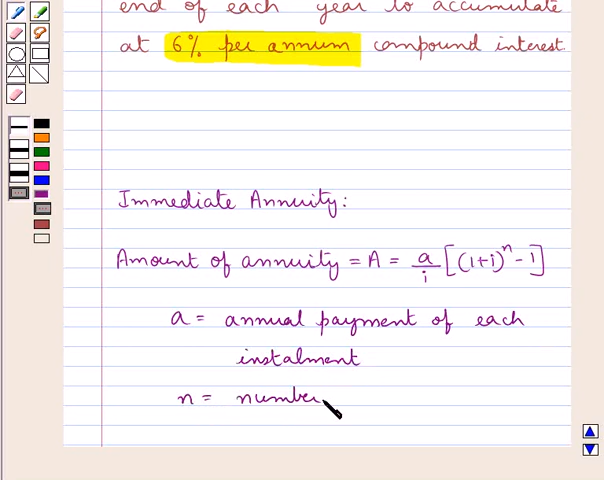 end of each year to accumulate
at 6% per annum compound interest
Immediate Annuity:
Amount of annuity = A = a/i [(1+i)^n - 1]
a = annual payment of each
instalment
n = number